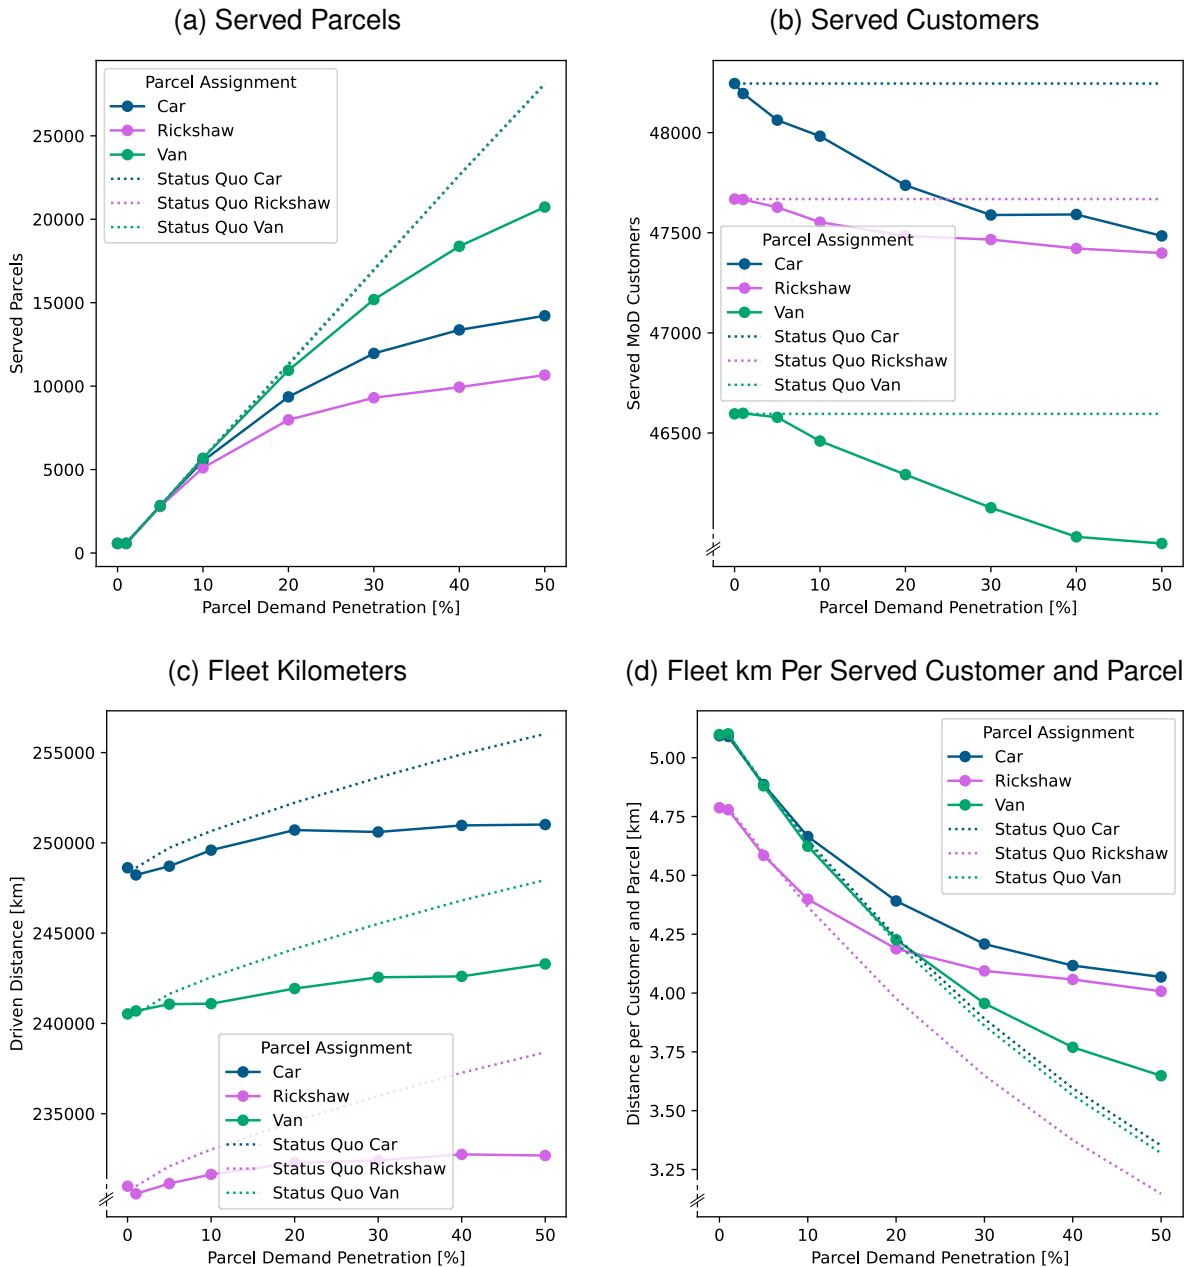 (a) Served Parcels
Parcel Assignment
Car
Rickshaw
Van
Status Quo Car
Status Quo Rickshaw
Status Quo Van
25000
20000
15000
10000
5000
0
Served Parcels
0 10 20 30 40 50
Parcel Demand Penetration [%]
(b) Served Customers
48000
47500
47000
46500
Served MoD Customers
Parcel Assignment
Car
Rickshaw
Van
Status Quo Car
Status Quo Rickshaw
Status Quo Van
0 10 20 30 40 50
Parcel Demand Penetration [%]
(c) Fleet Kilometers
255000
250000
245000
240000
235000
Driven Distance [km]
Parcel Assignment
Car
Rickshaw
Van
Status Quo Car
Status Quo Rickshaw
Status Quo Van
0 10 20 30 40 50
Parcel Demand Penetration [%]
(d) Fleet km Per Served Customer and Parcel
Parcel Assignment
Car
Rickshaw
Van
Status Quo Car
Status Quo Rickshaw
Status Quo Van
5.00
4.75
4.50
4.25
4.00
3.75
3.50
3.25
Distance per Customer and Parcel [km]
0 10 20 30 40 50
Parcel Demand Penetration [%]